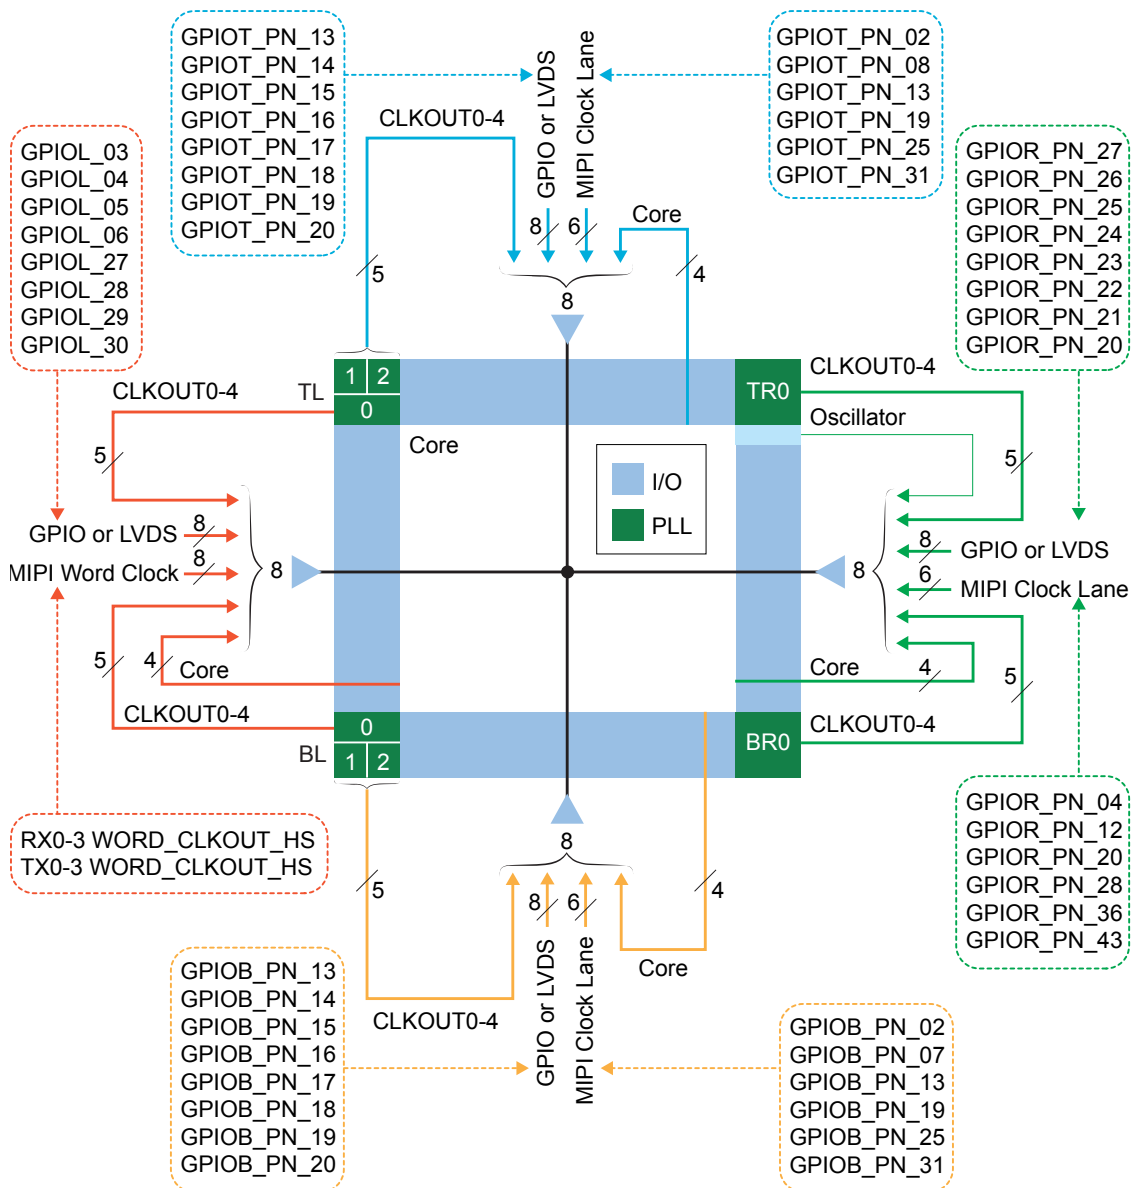 GPIOT_PN_13
GPIOT_PN_14
GPIOT_PN_15
GPIOT_PN_16
GPIOT_PN_17
GPIOT_PN_18
GPIOT_PN_19
GPIOT_PN_20
GPIO or LVDS
MIPI Clock Lane
GPIOT_PN_02
GPIOT_PN_08
GPIOT_PN_13
GPIOT_PN_19
GPIOT_PN_25
GPIOT_PN_31
CLKOUT0-4
5
8
6
Core
4
8
GPIOL_03
GPIOL_04
GPIOL_05
GPIOL_06
GPIOL_27
GPIOL_28
GPIOL_29
GPIOL_30
GPIOR_PN_27
GPIOR_PN_26
GPIOR_PN_25
GPIOR_PN_24
GPIOR_PN_23
GPIOR_PN_22
GPIOR_PN_21
GPIOR_PN_20
CLKOUT0-4
TL
1 2
0
TR0
CLKOUT0-4
Oscillator
Core
I/O
PLL
5
GPIO or LVDS
8
MIPI Word Clock
8
8
5
4
Core
CLKOUT0-4
5
8
8
GPIO or LVDS
6
MIPI Clock Lane
Core
4
5
CLKOUT0-4
BL
0
1 2
BR0
RX0-3 WORD_CLKOUT_HS
TX0-3 WORD_CLKOUT_HS
GPIOR_PN_04
GPIOR_PN_12
GPIOR_PN_20
GPIOR_PN_28
GPIOR_PN_36
GPIOR_PN_43
8
5
8
6
4
Core
CLKOUT0-4
GPIO or LVDS
MIPI Clock Lane
GPIOB_PN_13
GPIOB_PN_14
GPIOB_PN_15
GPIOB_PN_16
GPIOB_PN_17
GPIOB_PN_18
GPIOB_PN_19
GPIOB_PN_20
GPIOB_PN_02
GPIOB_PN_07
GPIOB_PN_13
GPIOB_PN_19
GPIOB_PN_25
GPIOB_PN_31